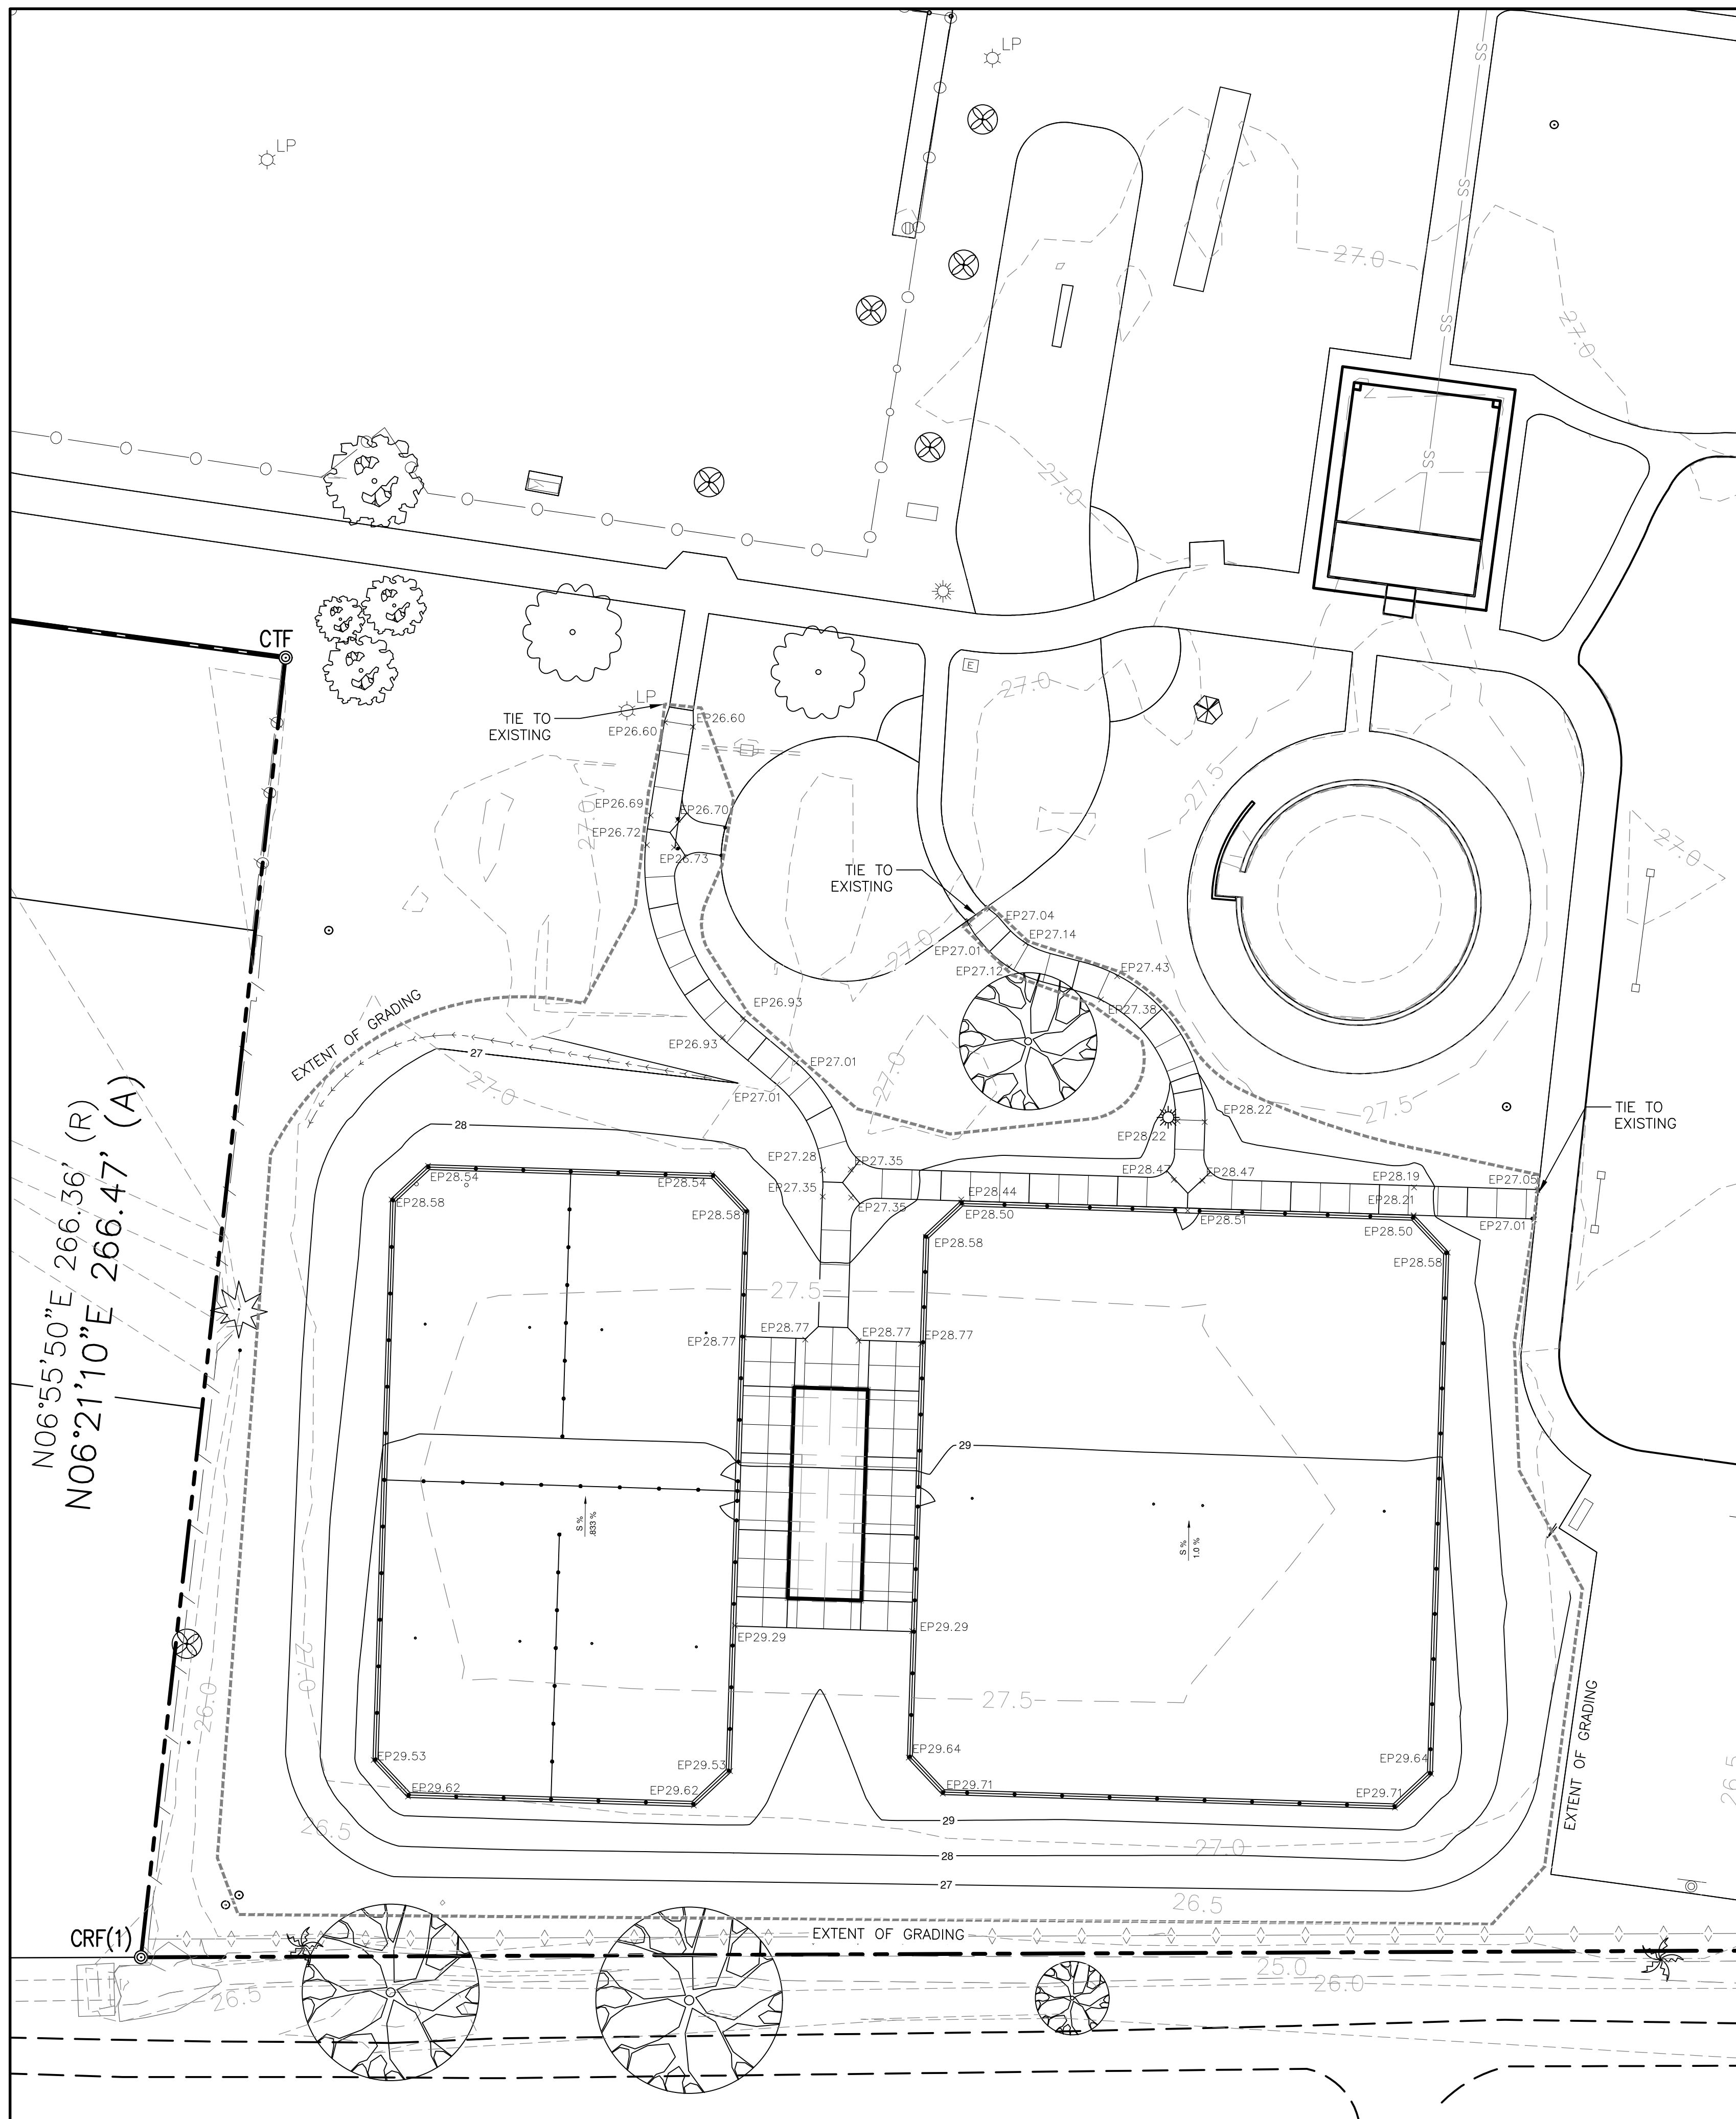 LP
SS
LP
SS
27.0
SS
27.0
SS
27.0
CTF
E
27.0
LP
TIE TO
EXISTING
EP26.60
EP26.60
27.5
EP26.69
EP26.70
27.0
EP26.72
EP26.73
27.0
TIE TO
EXISTING
EP27.04
EP27.14
27.0
EP27.01
EP27.12
EP27.43
EXTENT OF GRADING
EP26.93
EP27.38
EP26.93
27
27.0
EP27.01
27.0
EP27.01
27.5
TIE TO
EXISTING
28
EP28.22
EP28.22
EP27.28
EP27.35
EP28.54
EP28.54
EP28.47
EP28.47
EP28.19
EP27.05
EP28.58
EP27.35
EP27.35
EP28.44
EP28.21
EP28.58
EP28.50
EP28.51
EP28.50
EP27.01
EP28.58
EP28.58
N06°55'50"E 266.36' (R)
N06°21'10"E 266.47' (A)
27.5
EP28.77
EP28.77
EP28.77
EP28.77
29
S %
.833 %
S %
1.0 %
EP29.29
EP29.29
27.0
26.0
27.5
EXTENT OF GRADING
EP29.53
EP29.53
EP29.64
EP29.64
EP29.62
EP29.62
EP29.71
EP29.71
26.5
29
26.5
27.0
28
27
26.5
CRF(1)
EXTENT OF GRADING
26.5
25.0
26.0